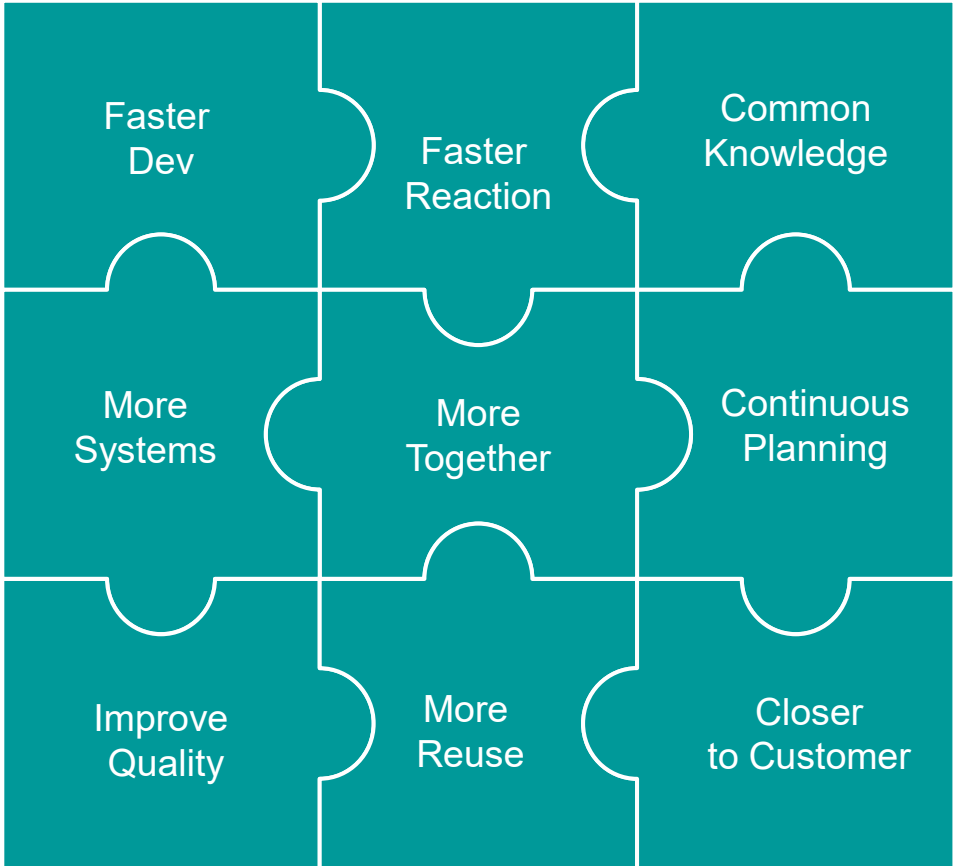 Faster
Dev
Faster
Reaction
Common
Knowledge
More
Systems
More
Together
Continuous
Planning
Improve
Quality
More
Reuse
Closer
to Customer